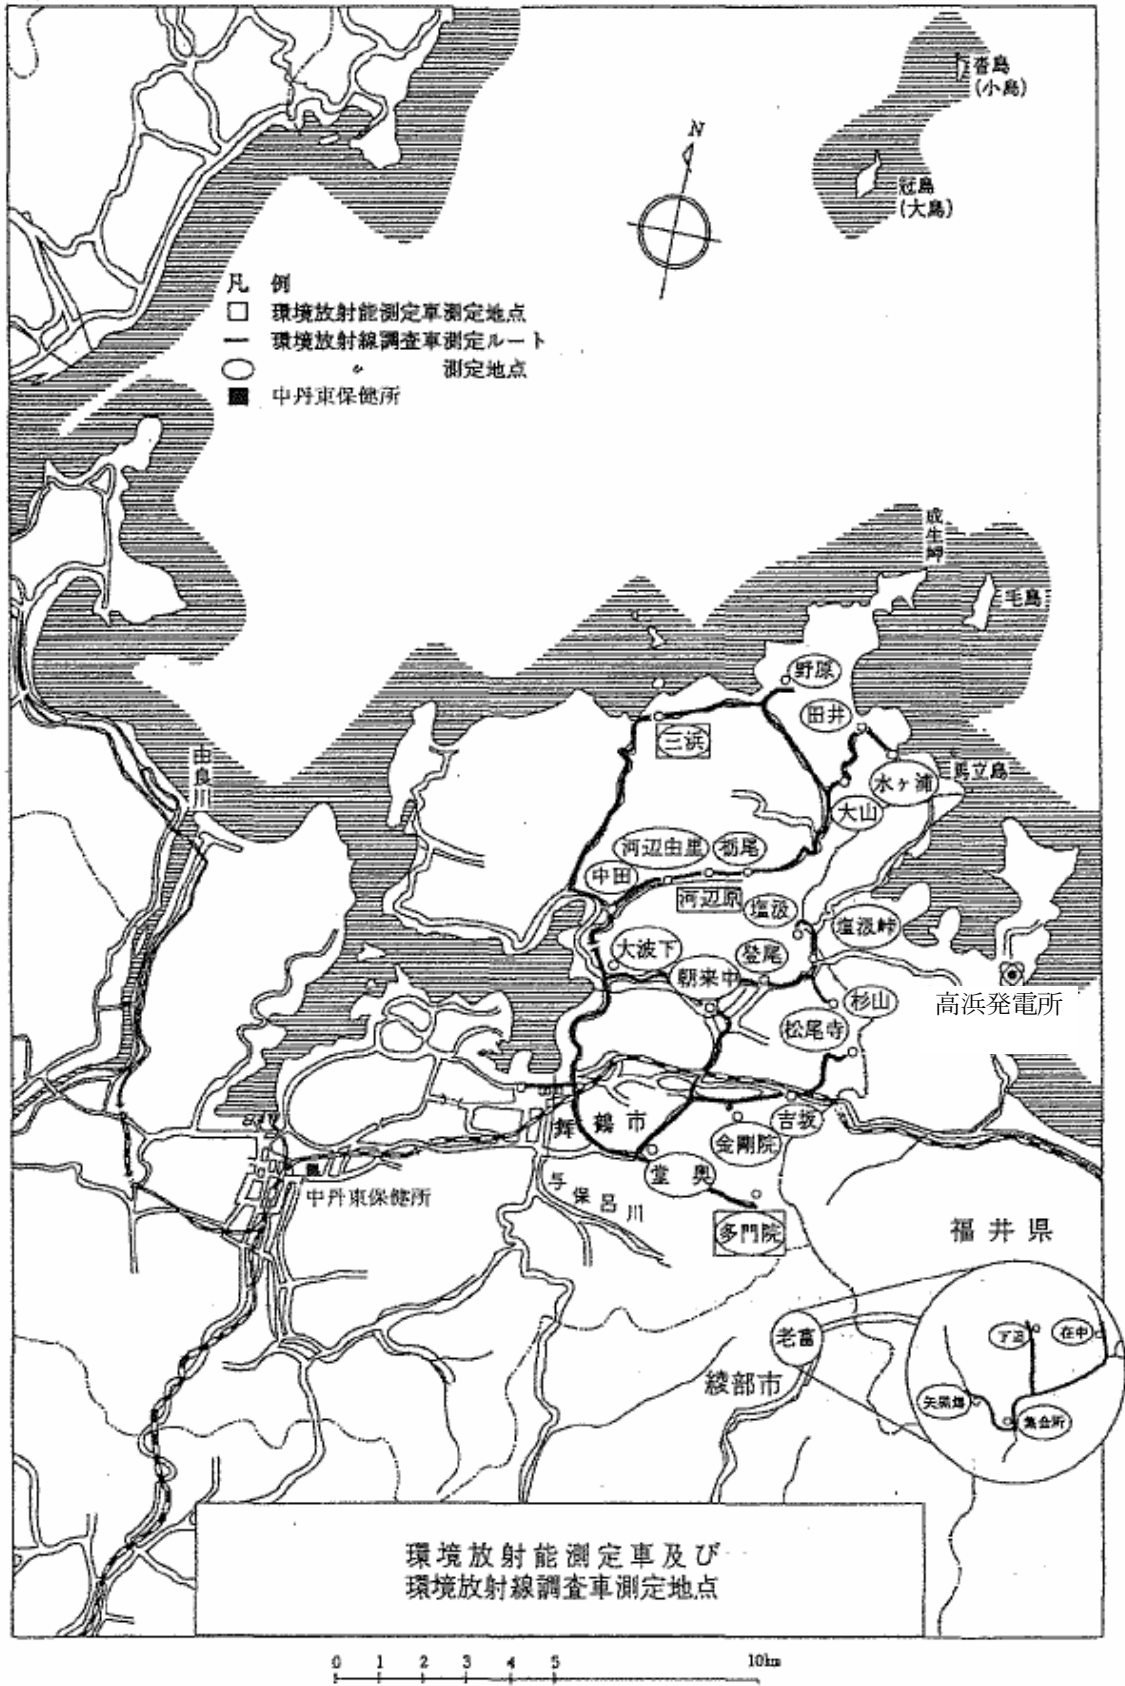 沓島
(小島)
N
冠島
(大島)
凡 例
環境放射能測定車測定地点
環境放射線調査車測定ルート
〃 測定地点
中丹東保健所
成生岬
毛島
野原
田井
三浜
由良川
馬立島
水ヶ浦
大山
河辺由里
栃尾
中田
河辺原
塩汲
塩汲峠
大波下
登尾
朝来中
杉山
高浜発電所
松尾寺
舞鶴市
吉坂
金剛院
堂奥
与保呂川
中丹東保健所
多門院
福井県
老富
在中
綾部市
集会所
環境放射能測定車及び
環境放射線調査車測定地点
0 1 2 3 4 5 10km